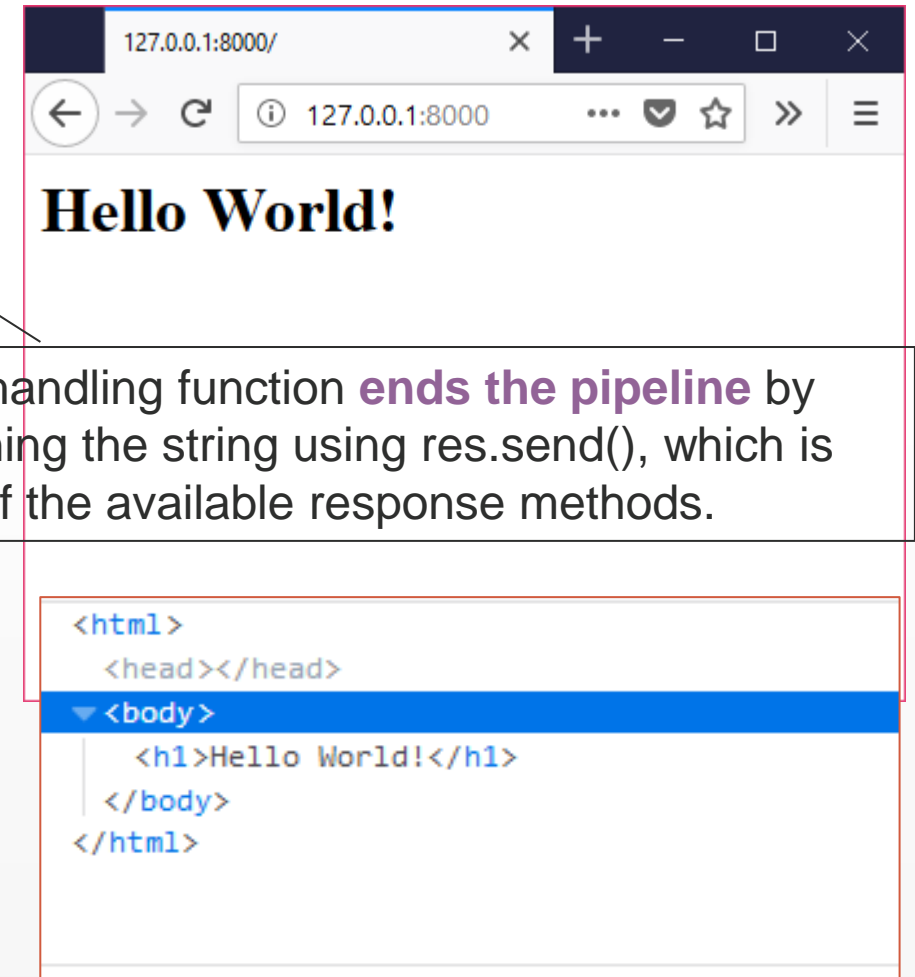 127.0.0.1:8000/
127.0.0.1:8000
Hello World!
handling function ends the pipeline by
ing the string using res.send(), which is
the available response methods.
<html>
<head></head>
<body>
<h1>Hello World!</h1>
</body>
</html>